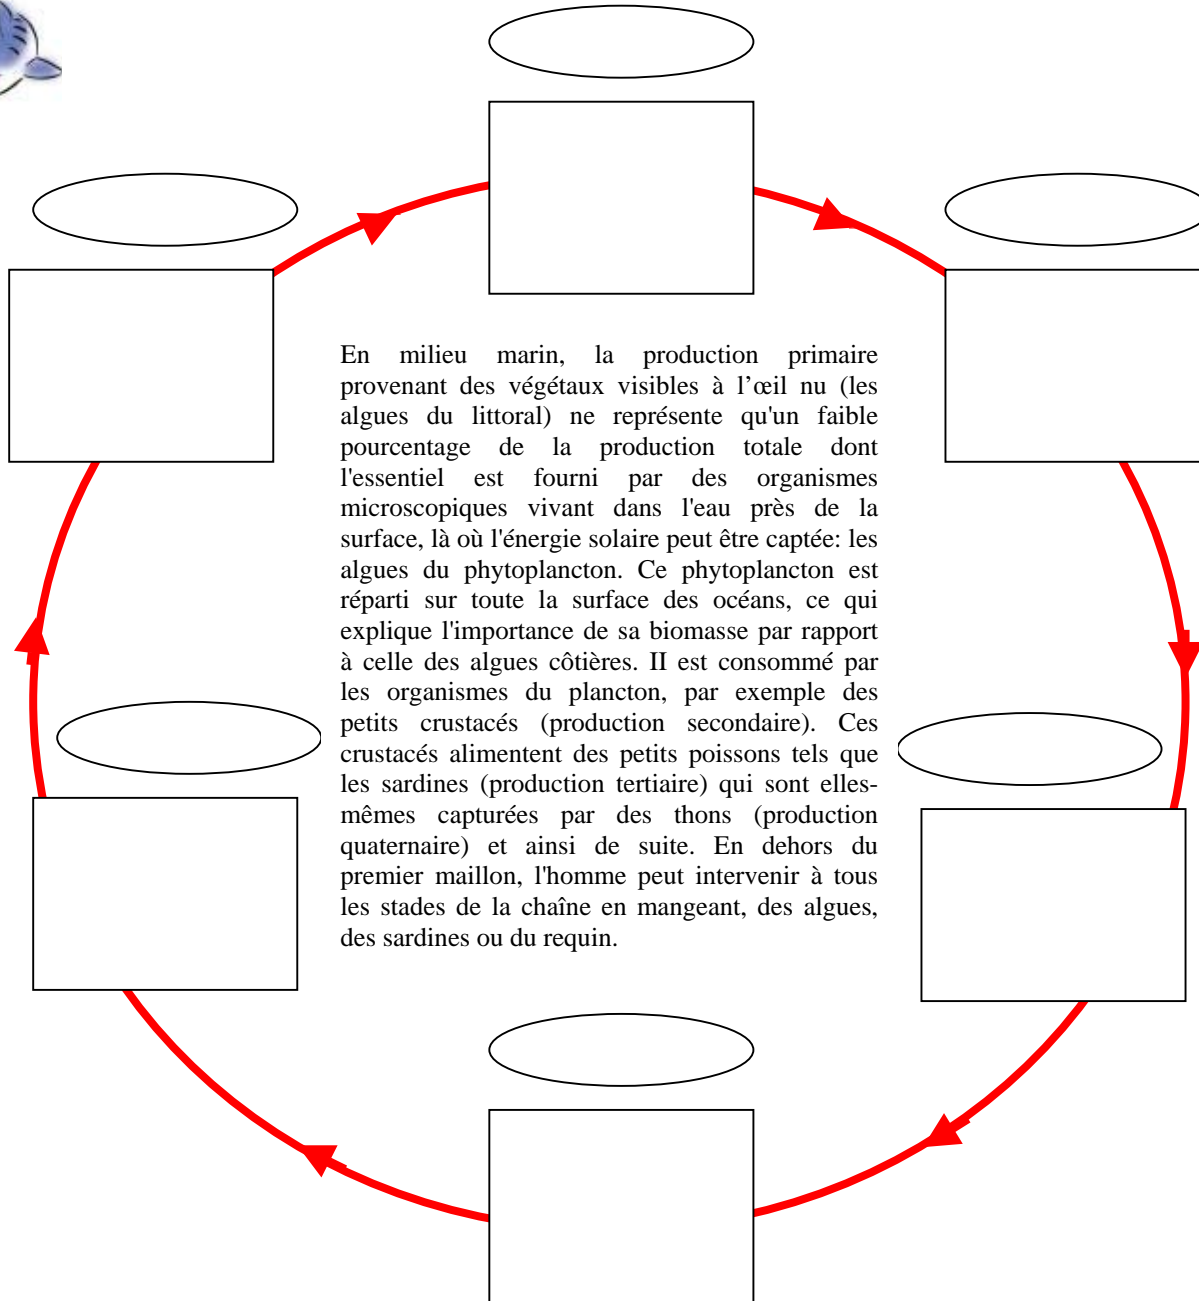 En milieu marin, la production primaire
provenant des végétaux visibles à l’œil nu (les
algues du littoral) ne représente qu'un faible
pourcentage de la production totale dont
l'essentiel est fourni par des organismes
microscopiques vivant dans l'eau près de la
surface, là où l'énergie solaire peut être captée: les
algues du phytoplancton. Ce phytoplancton est
réparti sur toute la surface des océans, ce qui
explique l'importance de sa biomasse par rapport
à celle des algues côtières. II est consommé par
les organismes du plancton, par exemple des
petits crustacés (production secondaire). Ces
crustacés alimentent des petits poissons tels que
les sardines (production tertiaire) qui sont elles-
mêmes capturées par des thons (production
quaternaire) et ainsi de suite. En dehors du
premier maillon, l'homme peut intervenir à tous
les stades de la chaîne en mangeant, des algues,
des sardines ou du requin.